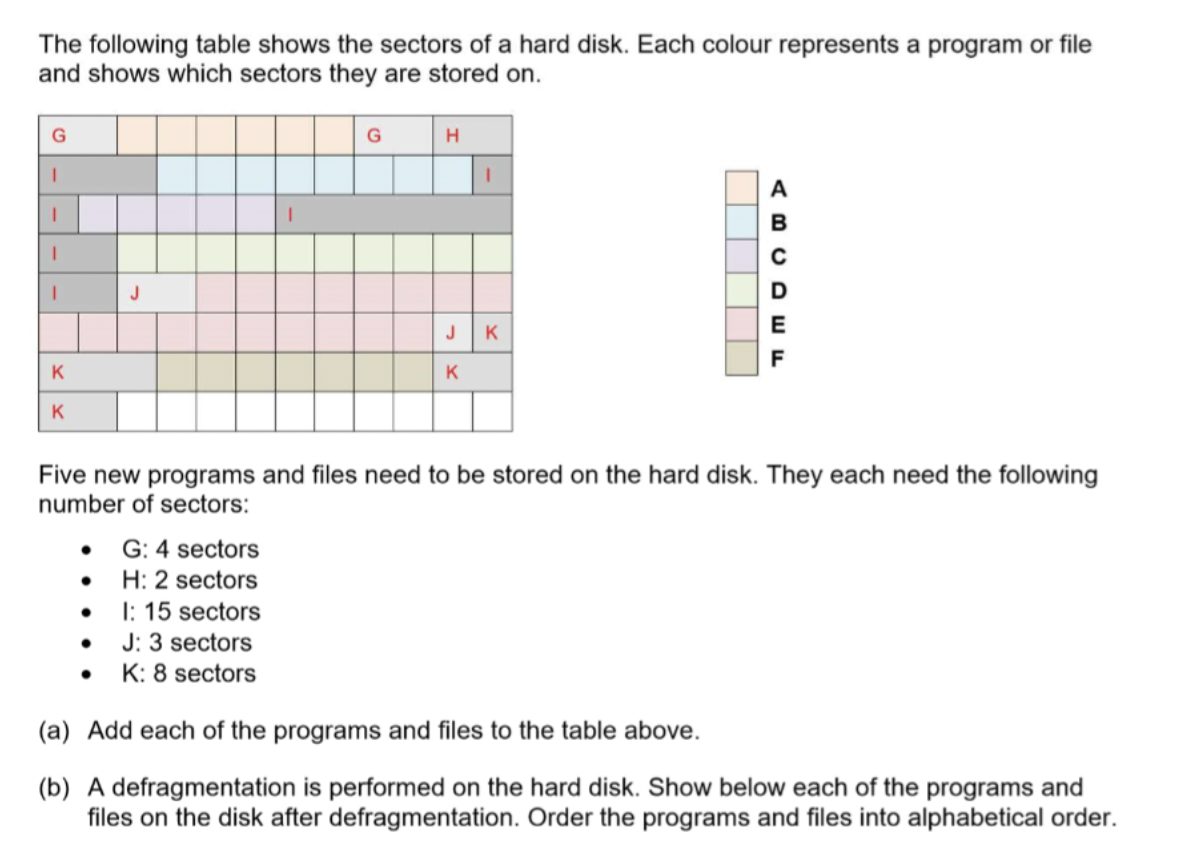 The following table shows the sectors of a hard disk. Each colour represents a program or file
and shows which sectors they are stored on.
G G H
I I
I I
I
I J
J K
K K
K
A
B
C
D
E
F
Five new programs and files need to be stored on the hard disk. They each need the following
number of sectors:
• G: 4 sectors
• H: 2 sectors
• I: 15 sectors
• J: 3 sectors
• K: 8 sectors
(a) Add each of the programs and files to the table above.
(b) A defragmentation is performed on the hard disk. Show below each of the programs and
files on the disk after defragmentation. Order the programs and files into alphabetical order.